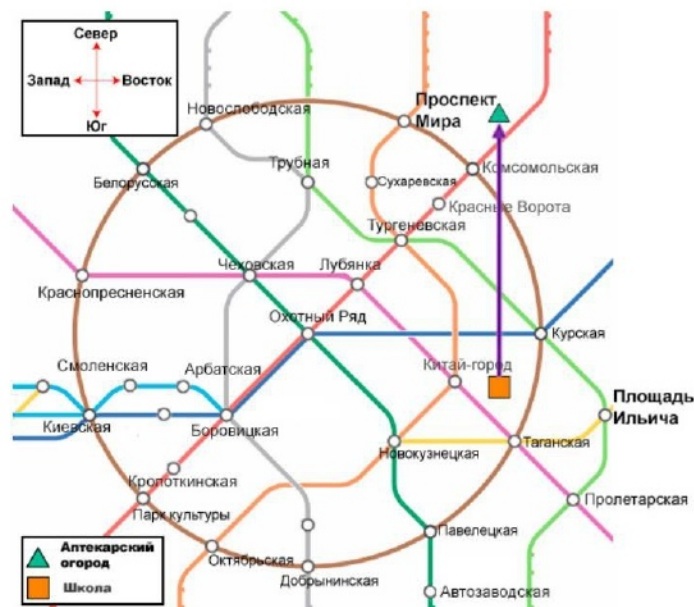 Север
Запад
Восток
Юг
Новослободская
Проспект
Мира
Трубная
Белорусская
Сухаревская
Комсомольская
Красные Ворота
Тургеневская
Чеховская
Лубянка
Краснопресненская
Охотный Ряд
Курская
Смоленская
Арбатская
Китай-город
Площадь
Ильича
Киевская
Боровицкая
Новокузнецкая
Таганская
Кропоткинская
Парк культуры
Пролетарская
Павелецкая
Октябрьская
Добрынинская
Автозаводская
Аптекарский
огород
Школа